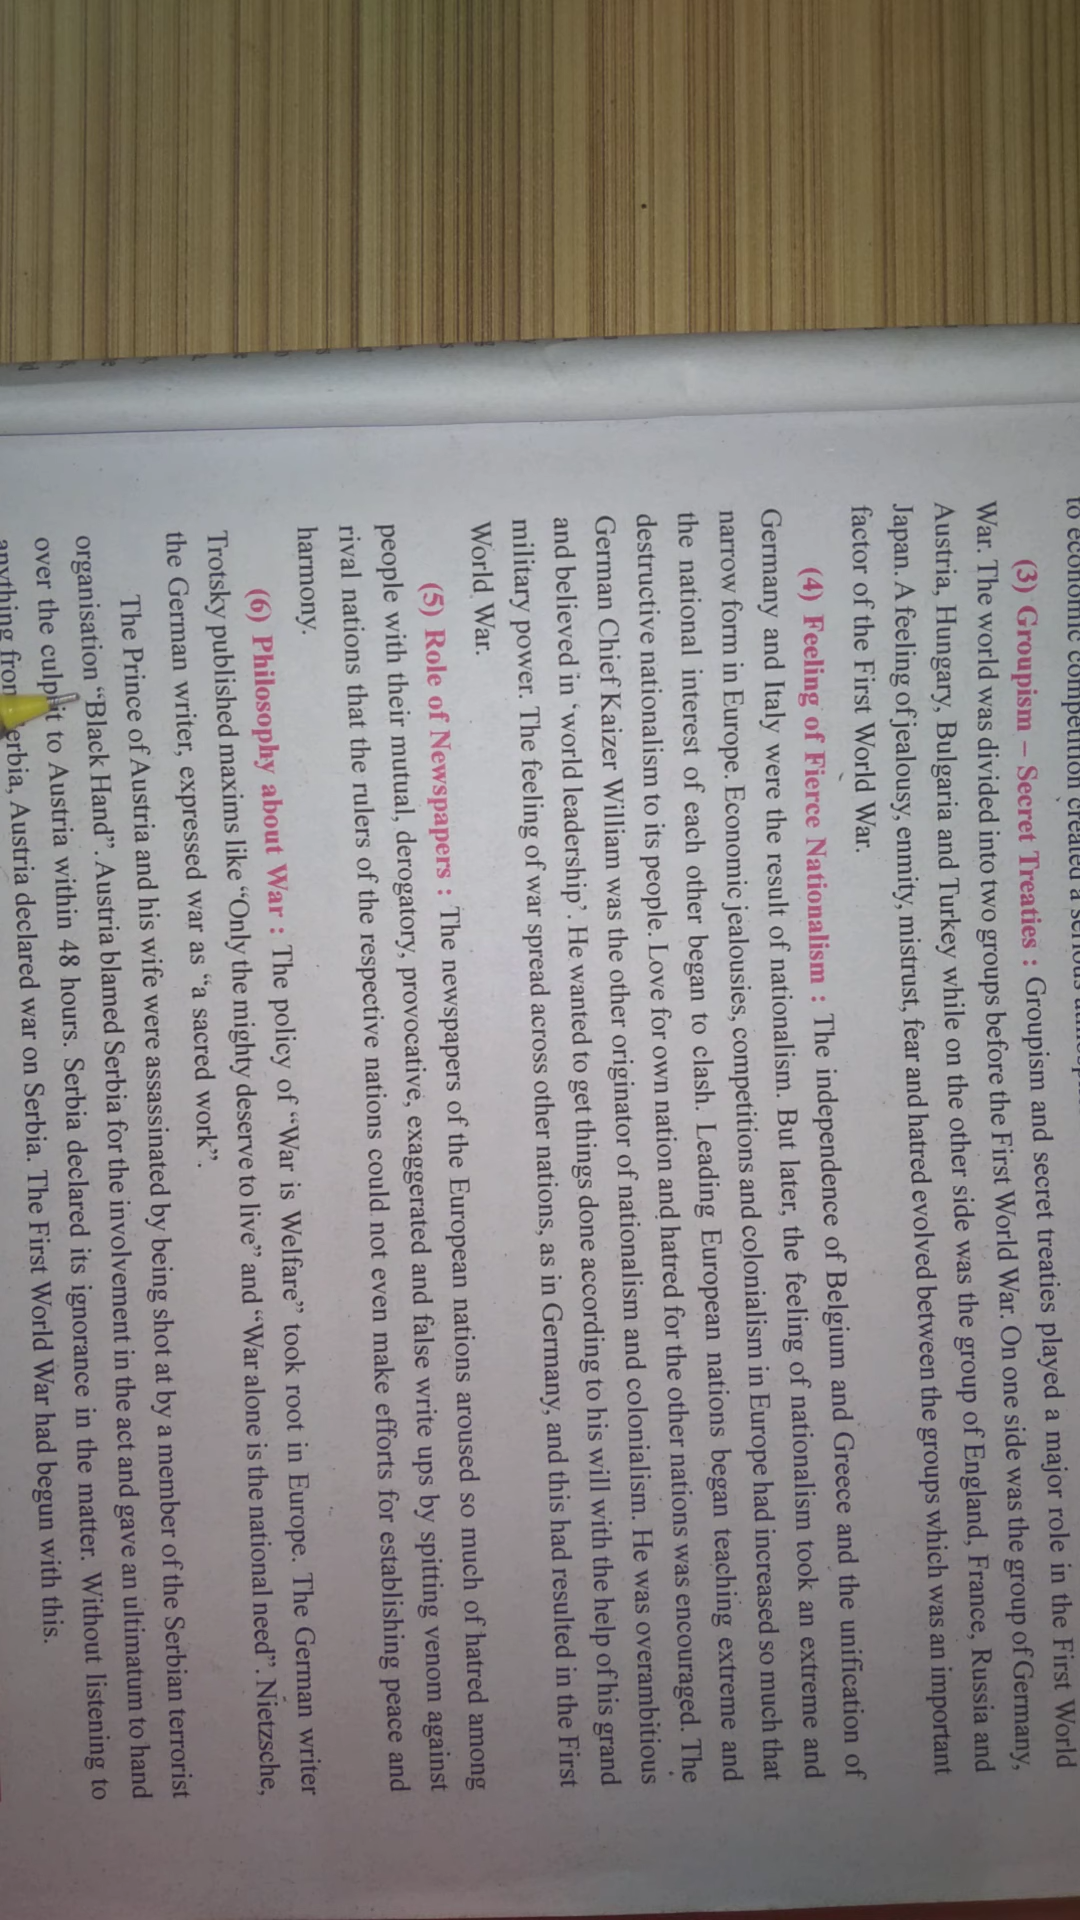 to economic competition created a serious
(3) Groupism – Secret Treaties : Groupism and secret treaties played a major role in the First World
War. The world was divided into two groups before the First World War. On one side was the group of Germany,
Austria, Hungary, Bulgaria and Turkey while on the other side was the group of England, France, Russia and
Japan. A feeling of jealousy, enmity, mistrust, fear and hatred evolved between the groups which was an important
factor of the First World War.
(4) Feeling of Fierce Nationalism : The independence of Belgium and Greece and the unification of
Germany and Italy were the result of nationalism. But later, the feeling of nationalism took an extreme and
narrow form in Europe. Economic jealousies, competitions and colonialism in Europe had increased so much that
the national interest of each other began to clash. Leading European nations began teaching extreme and
destructive nationalism to its people. Love for own nation and hatred for the other nations was encouraged. The
German Chief Kaizer William was the other originator of nationalism and colonialism. He was overambitious
and believed in ‘world leadership’. He wanted to get things done according to his will with the help of his grand
military power. The feeling of war spread across other nations, as in Germany, and this had resulted in the First
World War.
(5) Role of Newspapers : The newspapers of the European nations aroused so much of hatred among
people with their mutual, derogatory, provocative, exaggerated and false write ups by spitting venom against
rival nations that the rulers of the respective nations could not even make efforts for establishing peace and
harmony.
(6) Philosophy about War : The policy of “War is Welfare” took root in Europe. The German writer
Trotsky published maxims like “Only the mighty deserve to live” and “War alone is the national need”. Nietzsche,
the German writer, expressed war as “a sacred work”.
The Prince of Austria and his wife were assassinated by being shot at by a member of the Serbian terrorist
organisation “Black Hand”. Austria blamed Serbia for the involvement in the act and gave an ultimatum to hand
over the culprit to Austria within 48 hours. Serbia declared its ignorance in the matter. Without listening to
anything from Serbia, Austria declared war on Serbia. The First World War had begun with this.